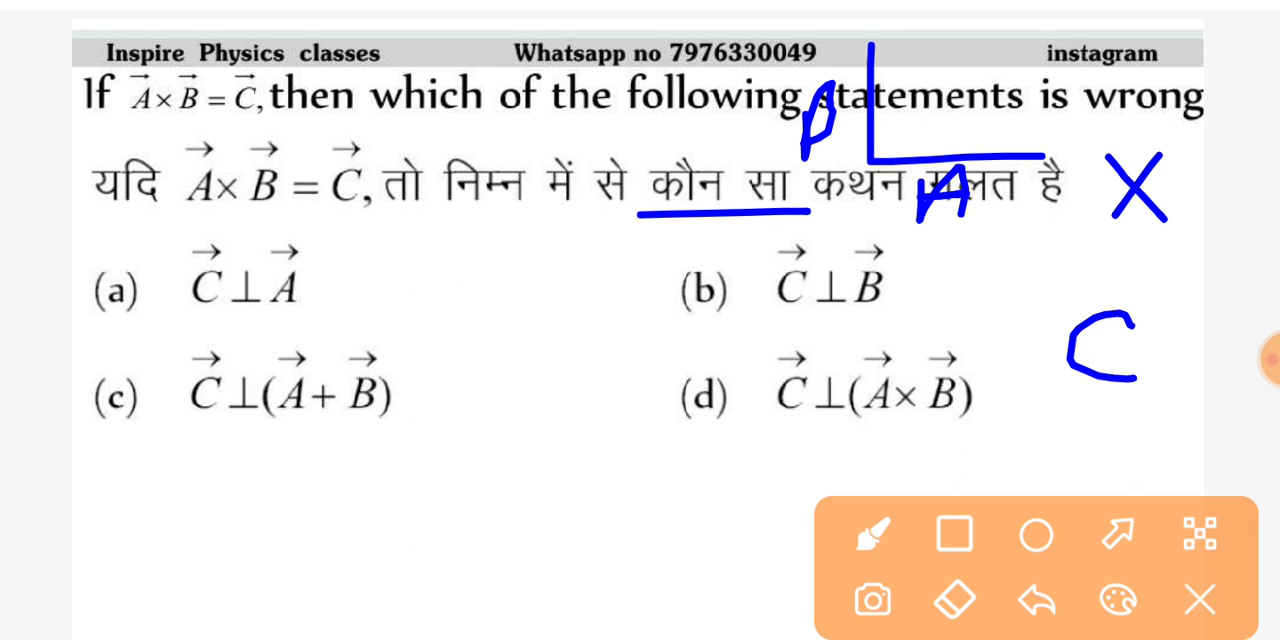 Inspire Physics classes Whatsapp no 7976330049 instagram
If A⃗ × B⃗ = C⃗, then which of the following statements is wrong
यदि A⃗ × B⃗ = C⃗, तो निम्न में से कौन सा कथन गलत है X
B A
(a) C⃗ ⊥ A⃗ (b) C⃗ ⊥ B⃗
C
(c) C⃗ ⊥ (A⃗ + B⃗) (d) C⃗ ⊥ (A⃗ × B⃗)